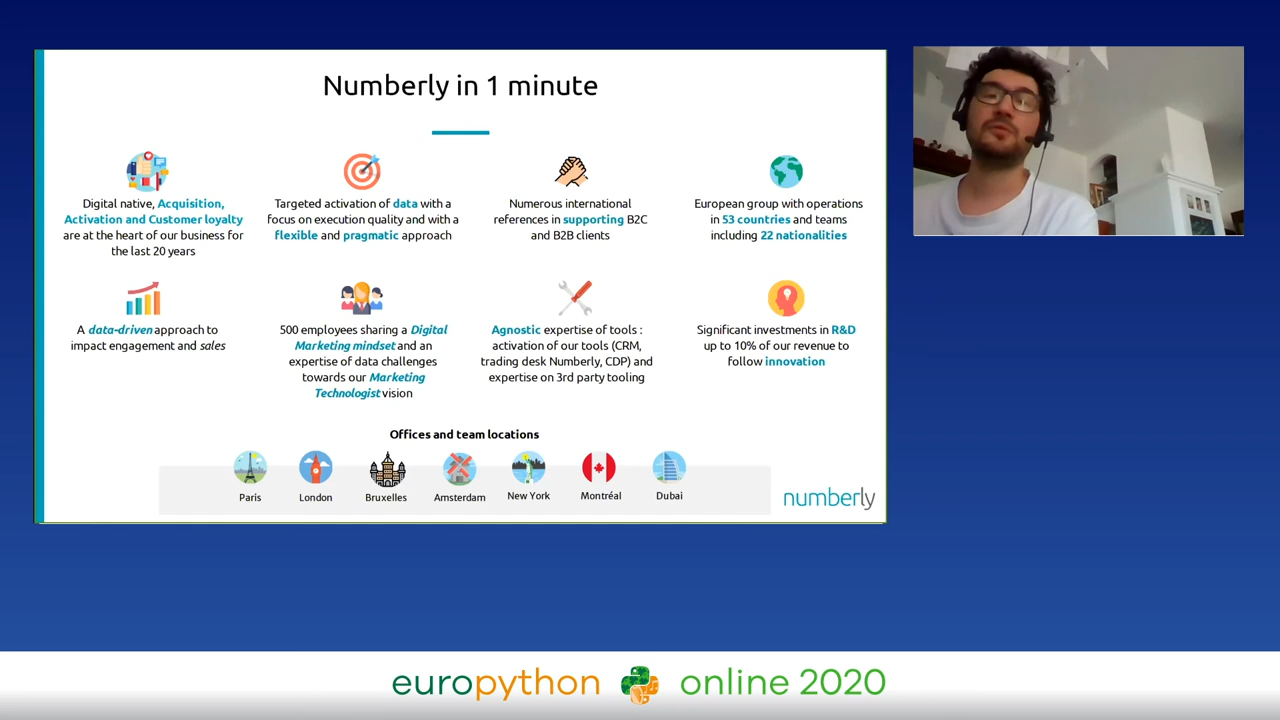 Numberly in 1 minute
Digital native, Acquisition,
Activation and Customer loyalty
are at the heart of our business for
the last 20 years
Targeted activation of data with a
focus on execution quality and with a
flexible and pragmatic approach
Numerous international
references in supporting B2C
and B2B clients
European group with operations
in 53 countries and teams
including 22 nationalities
A data-driven approach to
impact engagement and sales
500 employees sharing a Digital
Marketing mindset and an
expertise of data challenges
towards our Marketing
Technologist vision
Agnostic expertise of tools :
activation of our tools (CRM,
trading desk Numberly, CDP) and
expertise on 3rd party tooling
Significant investments in R&D
up to 10% of our revenue to
follow innovation
Offices and team locations
Paris
London
Bruxelles
Amsterdam
New York
Montréal
Dubai
numberly
europython online 2020